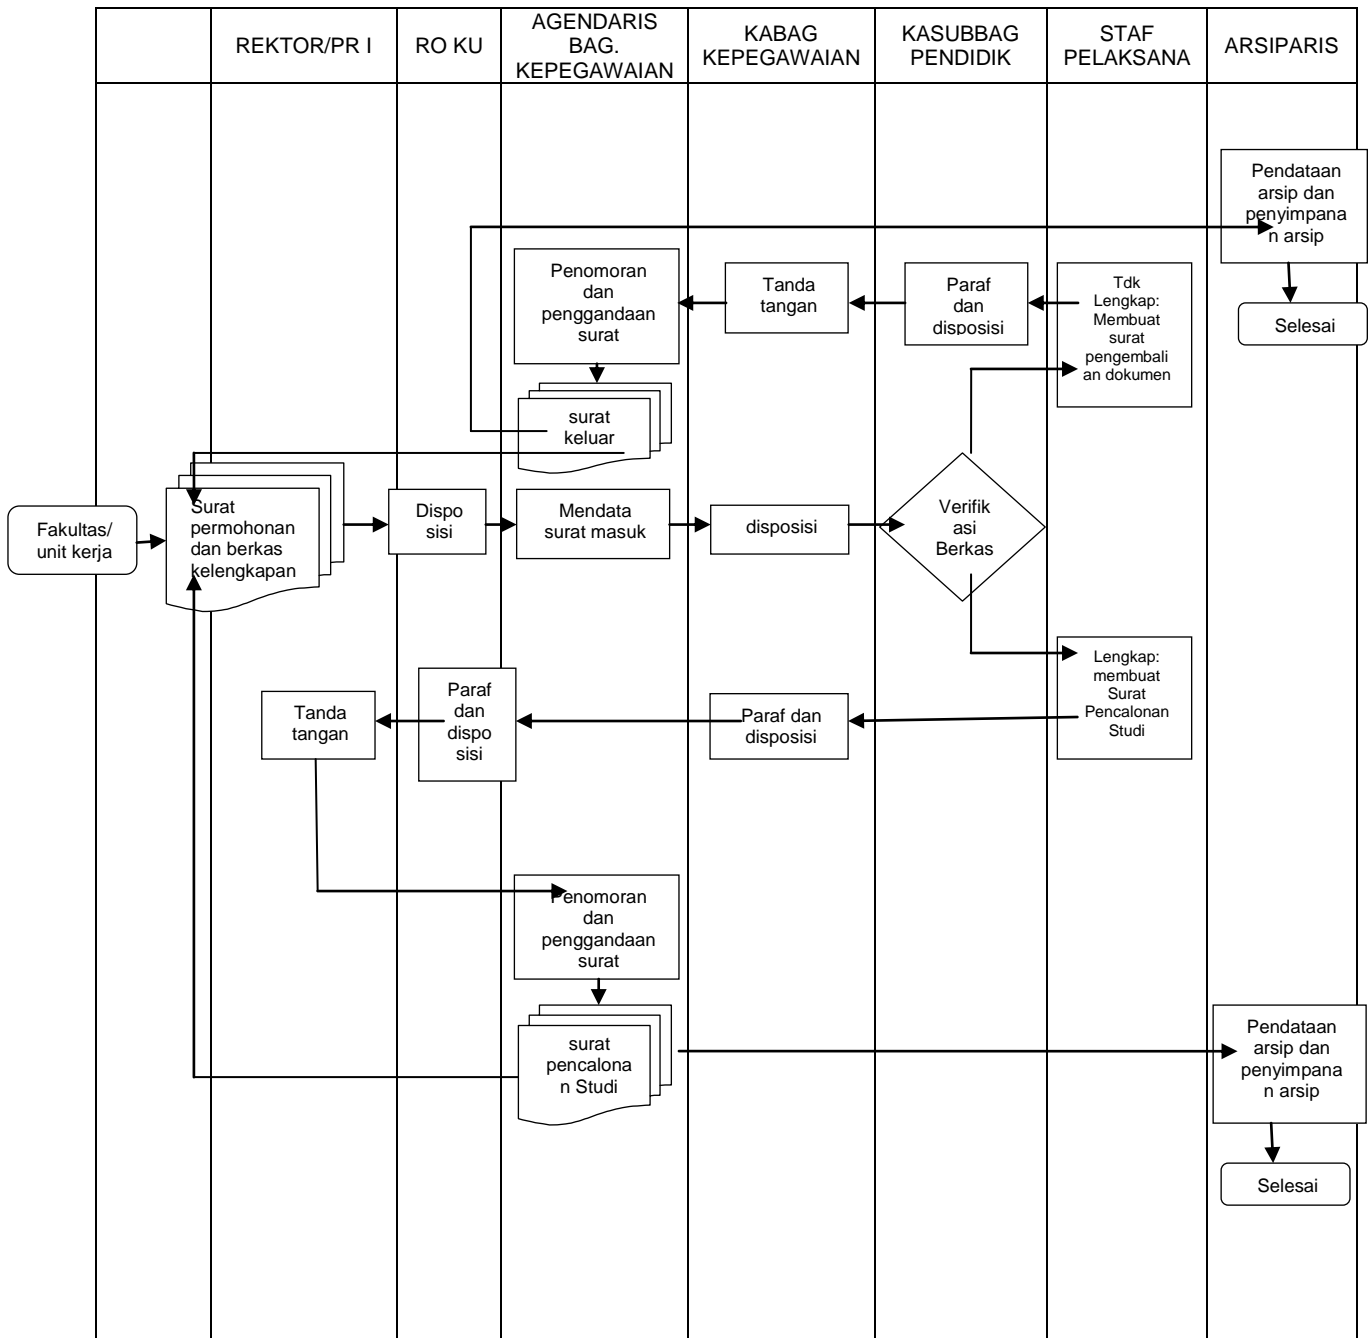 REKTOR/PR I
RO KU
AGENDARIS
BAG.
KEPEGAWAIAN
KABAG
KEPEGAWAIAN
KASUBBAG
PENDIDIK
STAF
PELAKSANA
ARSIPARIS
Pendataan
arsip dan
penyimpana
n arsip
Selesai
Penomoran
dan
penggandaan
surat
Tanda
tangan
Paraf
dan
disposisi
Tdk
Lengkap:
Membuat
surat
pengembali
an dokumen
surat
keluar
Fakultas/
unit kerja
Surat
permohonan
dan berkas
kelengkapan
Dispo
sisi
Mendata
surat masuk
disposisi
Verifik
asi
Berkas
Lengkap:
membuat
Surat
Pencalonan
Studi
Paraf dan
disposisi
Paraf
dan
dispo
sisi
Tanda
tangan
Penomoran
dan
penggandaan
surat
surat
pencalona
n Studi
Pendataan
arsip dan
penyimpana
n arsip
Selesai